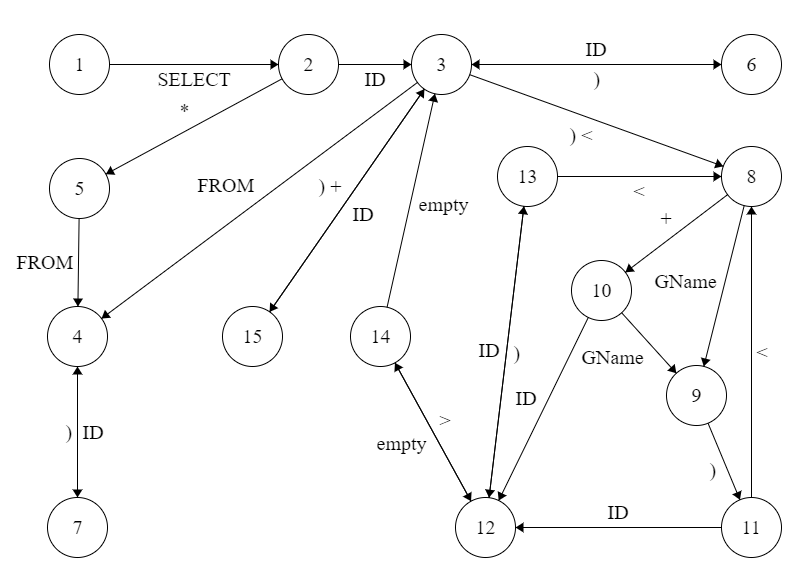 ID
1
2
3
6
SELECT
ID
)
*
) <
5
13
8
FROM
) +
<
empty
ID
+
FROM
GName
10
4
15
14
ID
)
<
GName
ID
9
>
) ID
empty
)
ID
7
12
11